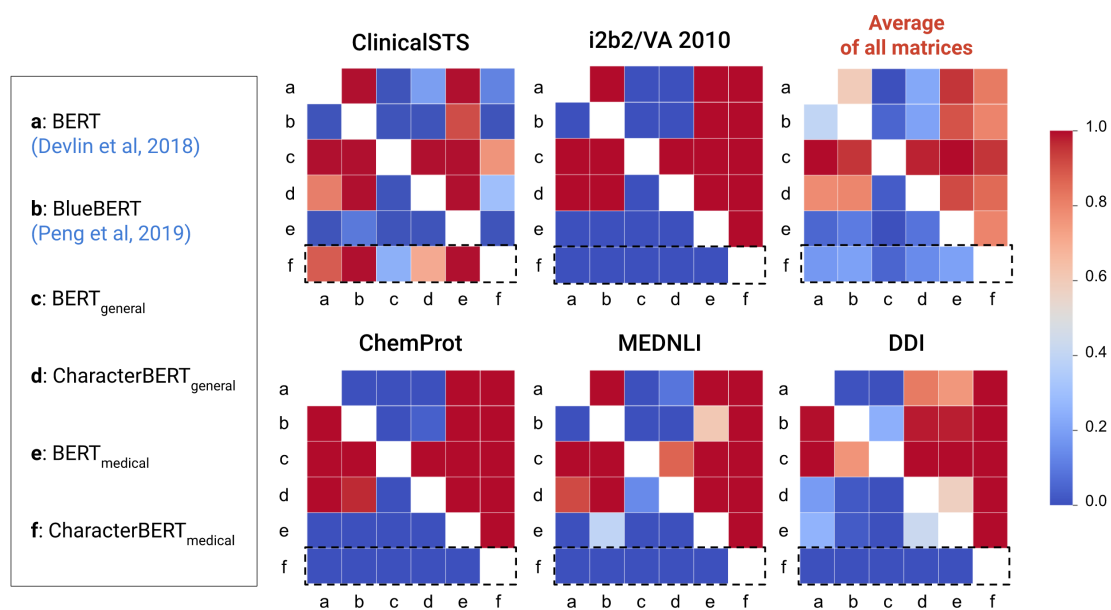 a: BERT
(Devlin et al, 2018)
b: BlueBERT
(Peng et al, 2019)
c: BERTgeneral
d: CharacterBERTgeneral
e: BERTmedical
f: CharacterBERTmedical
ClinicalSTS
a
b
c
d
e
f
a b c d e f
i2b2/VA 2010
a
b
c
d
e
f
a b c d e f
Average
of all matrices
a
b
c
d
e
f
a b c d e f
ChemProt
a
b
c
d
e
f
a b c d e f
MEDNLI
a
b
c
d
e
f
a b c d e f
DDI
a
b
c
d
e
f
a b c d e f
1.0
0.8
0.6
0.4
0.2
0.0